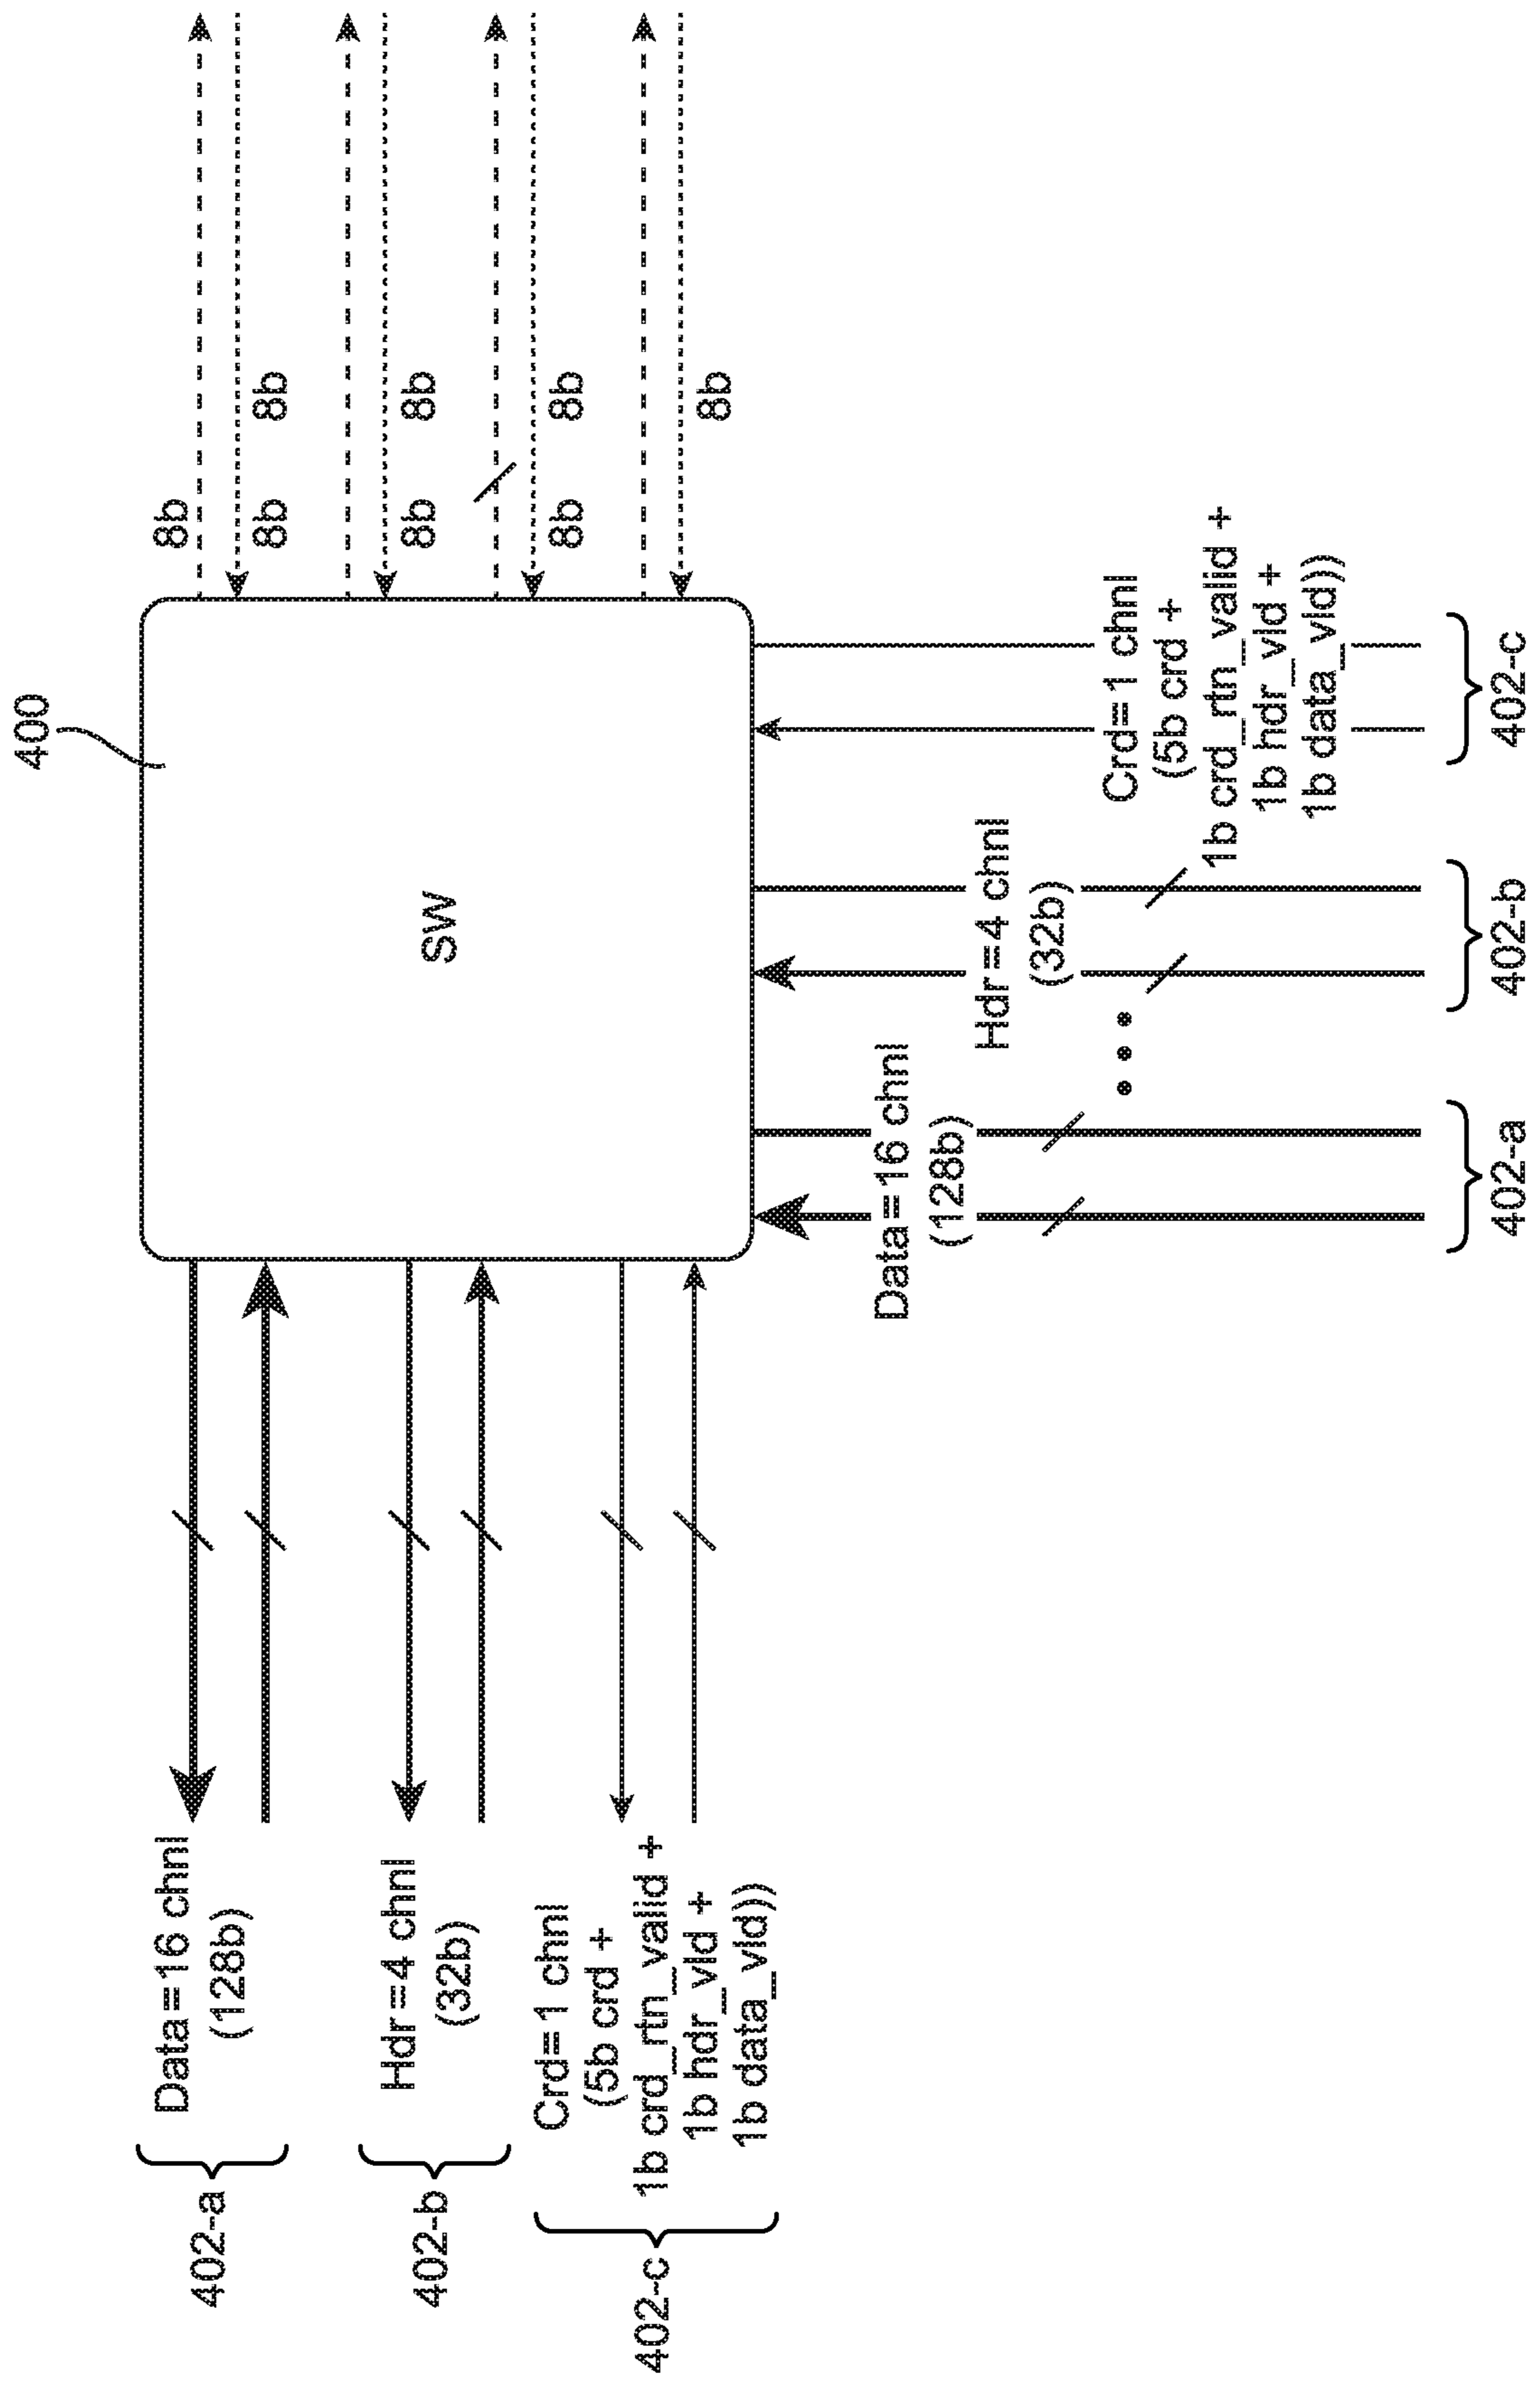 400
402-a
Data=16 chnl
(128b)
402-b
Hdr=4 chnl
(32b)
402-c
Crd=1 chnl
(5b crd +
1b crd_rtn_valid +
1b hdr_vld +
1b data_vld))
SW
8b
8b 8b
8b 8b
8b 8b
8b
Data=16 chnl
(128b)
Hdr=4 chnl
(32b)
Crd=1 chnl
(5b crd +
1b crd_rtn_valid +
1b hdr_vld +
1b data_vld))
402-a
402-b
402-c